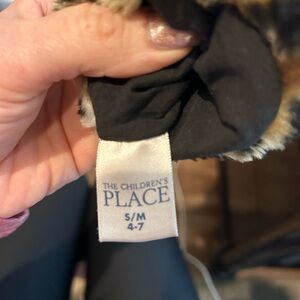 THE CHILDREN'S
PLACE
S/M
4-7